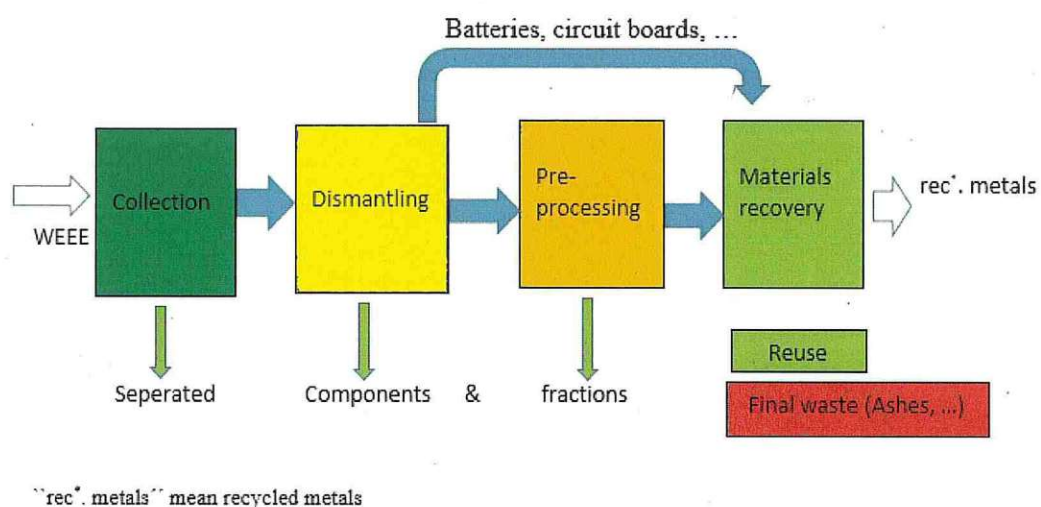 Batteries, circuit boards, ...
WEEE
Collection
Dismantling
Pre-
processing
Materials
recovery
rec*. metals
Seperated
Components & fractions
Reuse
Final waste (Ashes, ...)
``rec*. metals´´ mean recycled metals